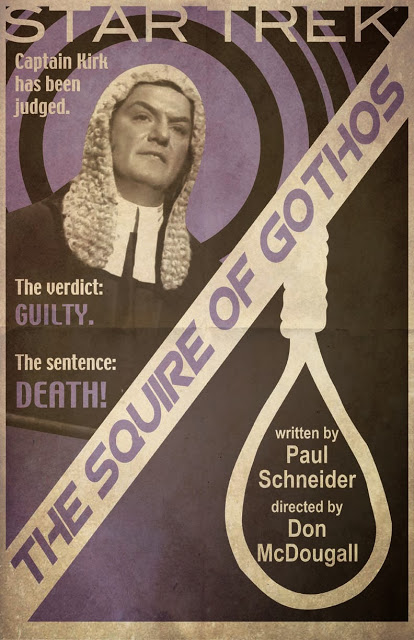 STAR TREK
Captain Kirk
has been
judged.
THE SQUIRE OF GOTHOS
The verdict:
GUILTY.
The sentence:
DEATH!
written by
Paul
Schneider
directed by
Don
McDougall